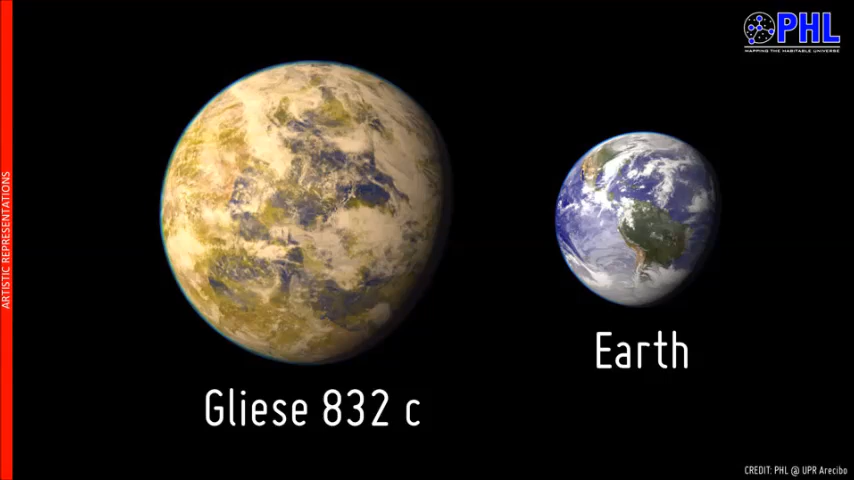 ARTISTIC REPRESENTATIONS
PHL
MAPPING THE HABITABLE UNIVERSE
Earth
Gliese 832 c
CREDIT: PHL @ UPR Arecibo